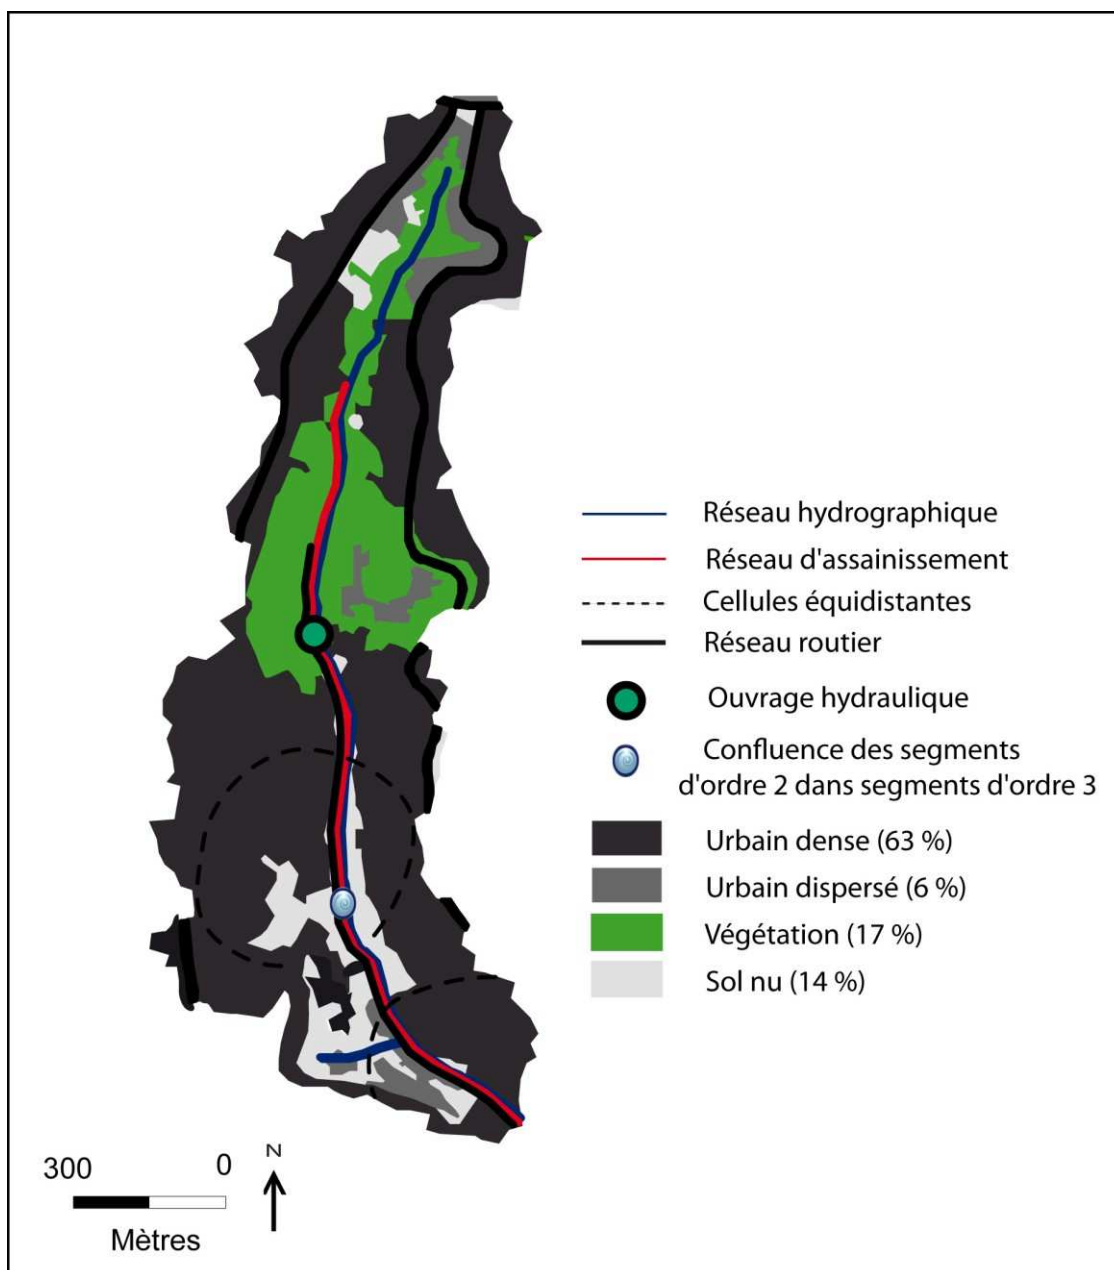 Réseau hydrographique
Réseau d'assainissement
Cellules équidistantes
Réseau routier
Ouvrage hydraulique
Confluence des segments
d'ordre 2 dans segments d'ordre 3
Urbain dense (63 %)
Urbain dispersé (6 %)
Végétation (17 %)
Sol nu (14 %)
300 0 N
Mètres